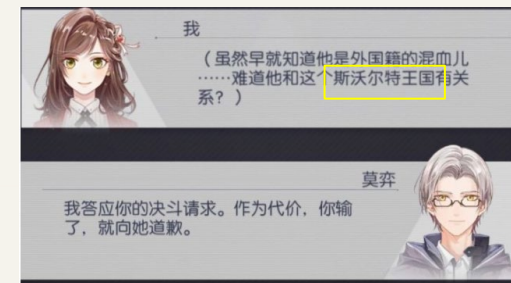 我
（虽然早就知道他是外国籍的混血儿
……难道他和这个斯沃尔特王国有关
系？）
莫弈
我答应你的决斗请求。作为代价，你输
了，就向她道歉。